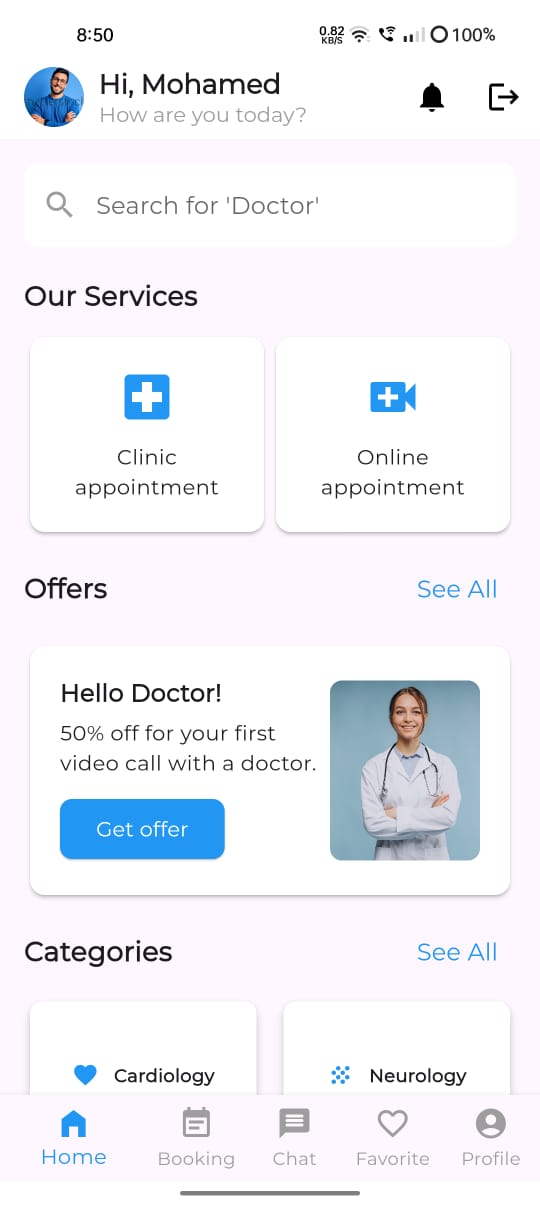 8:50
0.82
KB/S
100%
Hi, Mohamed
How are you today?
Search for 'Doctor'
Our Services
Clinic
appointment
Online
appointment
Offers
See All
Hello Doctor!
50% off for your first
video call with a doctor.
Get offer
Categories
See All
Cardiology
Neurology
Home
Booking
Chat
Favorite
Profile